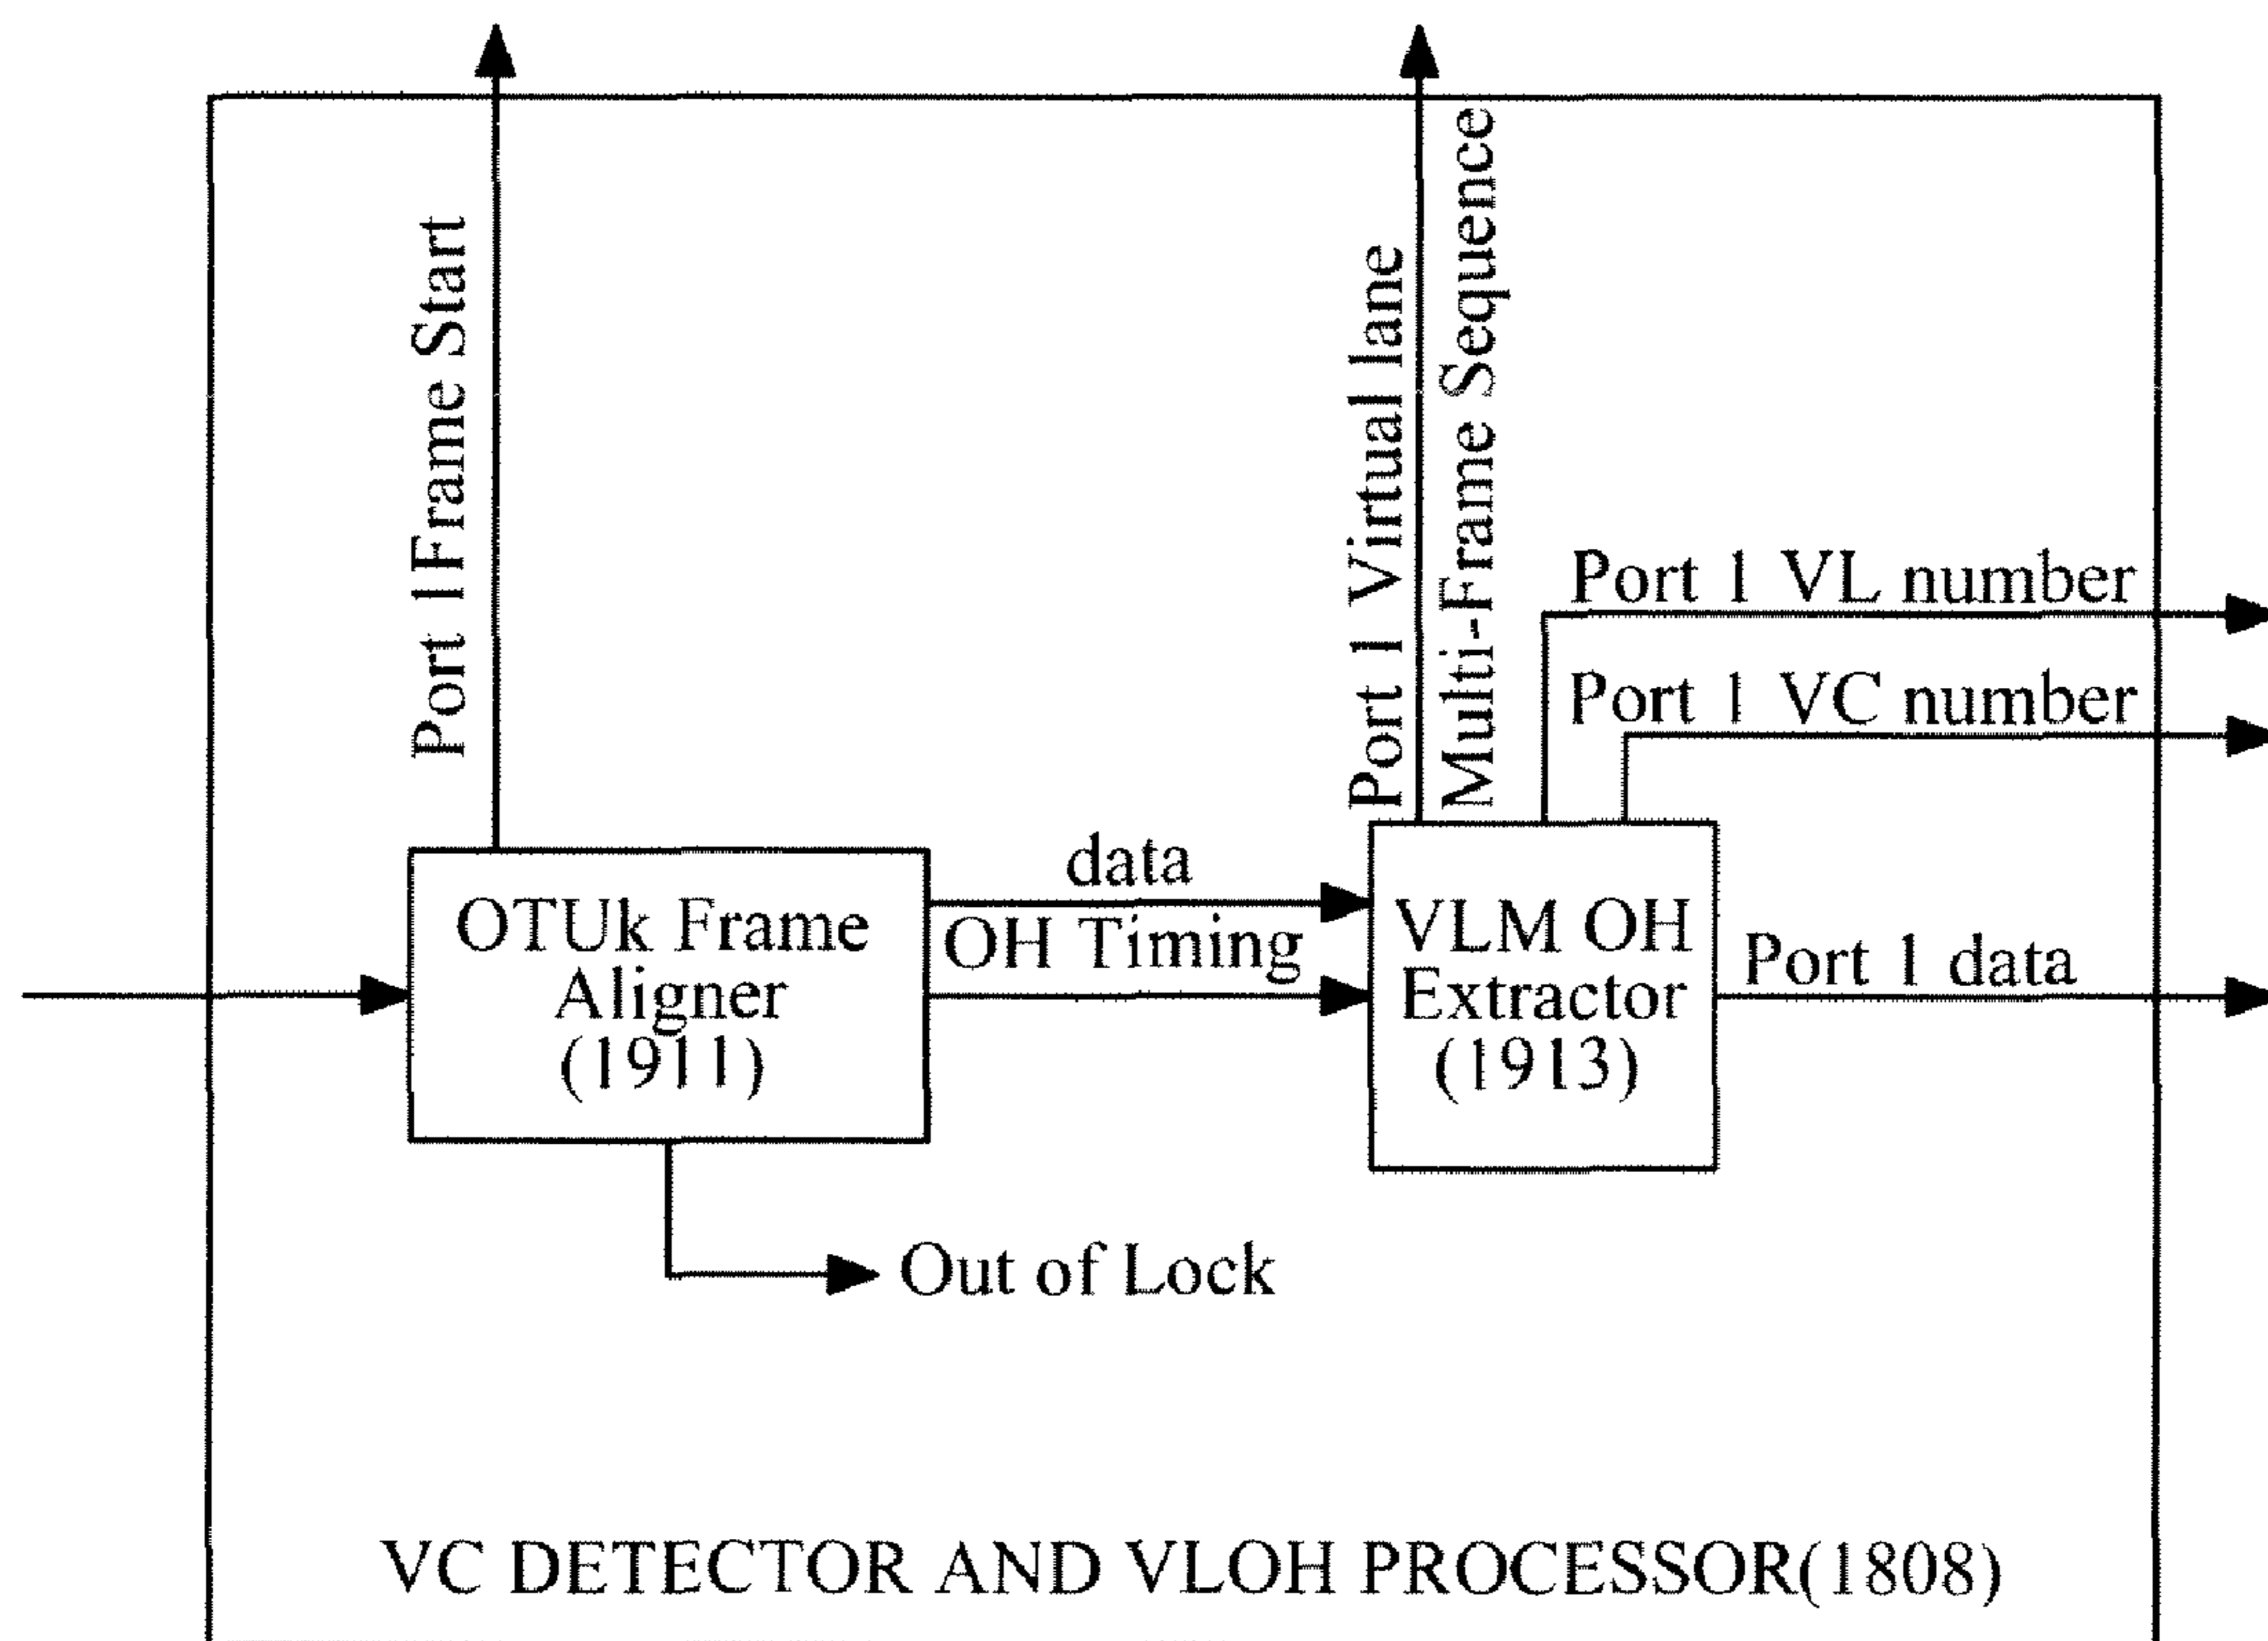 Port 1Frame Start
Port 1 Virtual lane
Multi-Frame Sequence
Port 1 VL number
Port 1 VC number
data
OTUk Frame
Aligner
(1911)
OH Timing
VLM OH
Extractor
(1913)
Port 1 data
Out of Lock
VC DETECTOR AND VLOH PROCESSOR(1808)